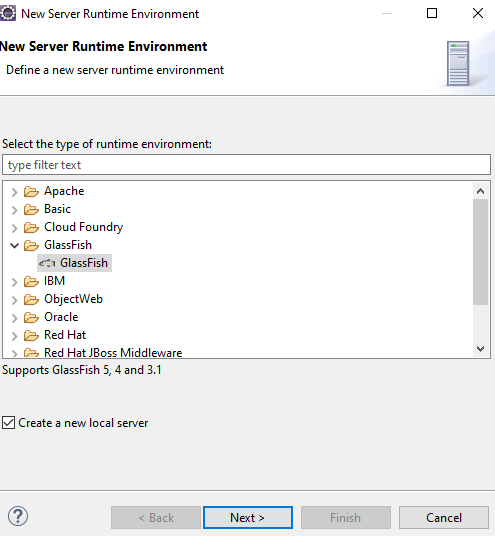 New Server Runtime Environment
New Server Runtime Environment
Define a new server runtime environment
Select the type of runtime environment:
type filter text
Apache
Basic
Cloud Foundry
GlassFish
GlassFish
IBM
ObjectWeb
Oracle
Red Hat
Red Hat JBoss Middleware
Supports GlassFish 5, 4 and 3.1
Create a new local server
? < Back Next > Finish Cancel